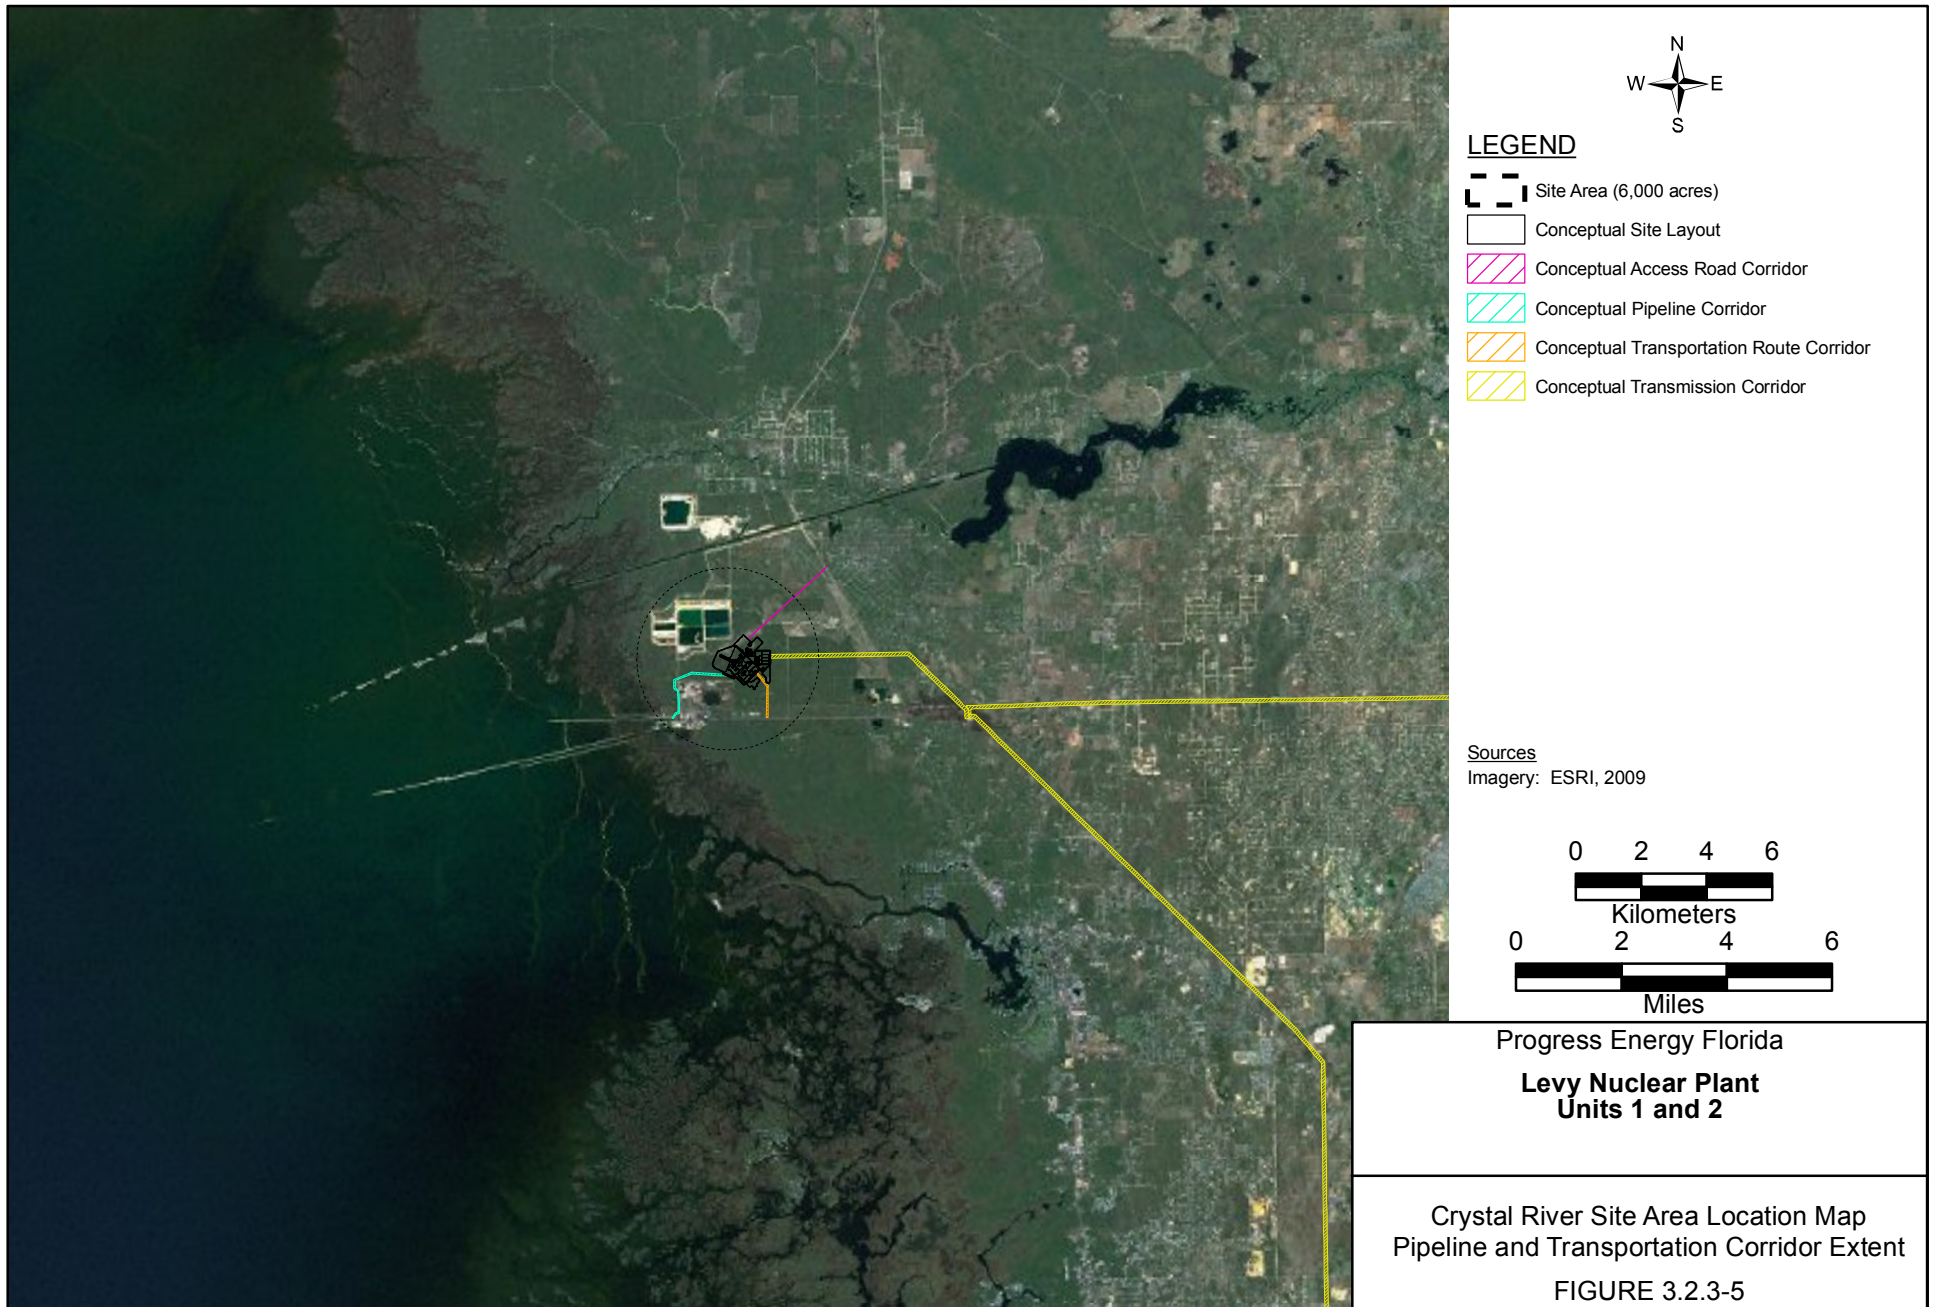 N
W E
S
LEGEND
Site Area (6,000 acres)
Conceptual Site Layout
Conceptual Access Road Corridor
Conceptual Pipeline Corridor
Conceptual Transportation Route Corridor
Conceptual Transmission Corridor
Sources
Imagery: ESRI, 2009
0 2 4 6
Kilometers
0 2 4 6
Miles
Progress Energy Florida
Levy Nuclear Plant
Units 1 and 2
Crystal River Site Area Location Map
Pipeline and Transportation Corridor Extent
FIGURE 3.2.3-5